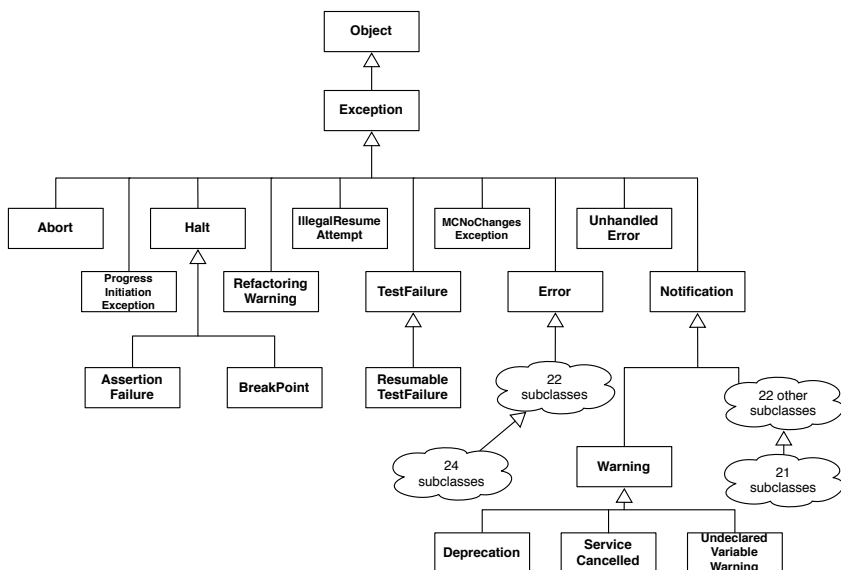 Object
Exception
Abort
Halt
IllegalResume
Attempt
MCNoChanges
Exception
Unhandled
Error
Progress
Initiation
Exception
Refactoring
Warning
TestFailure
Error
Notification
Assertion
Failure
BreakPoint
Resumable
TestFailure
22
subclasses
22 other
subclasses
24
subclasses
Warning
21
subclasses
Deprecation
Service
Cancelled
Undeclared
Variable
Warning